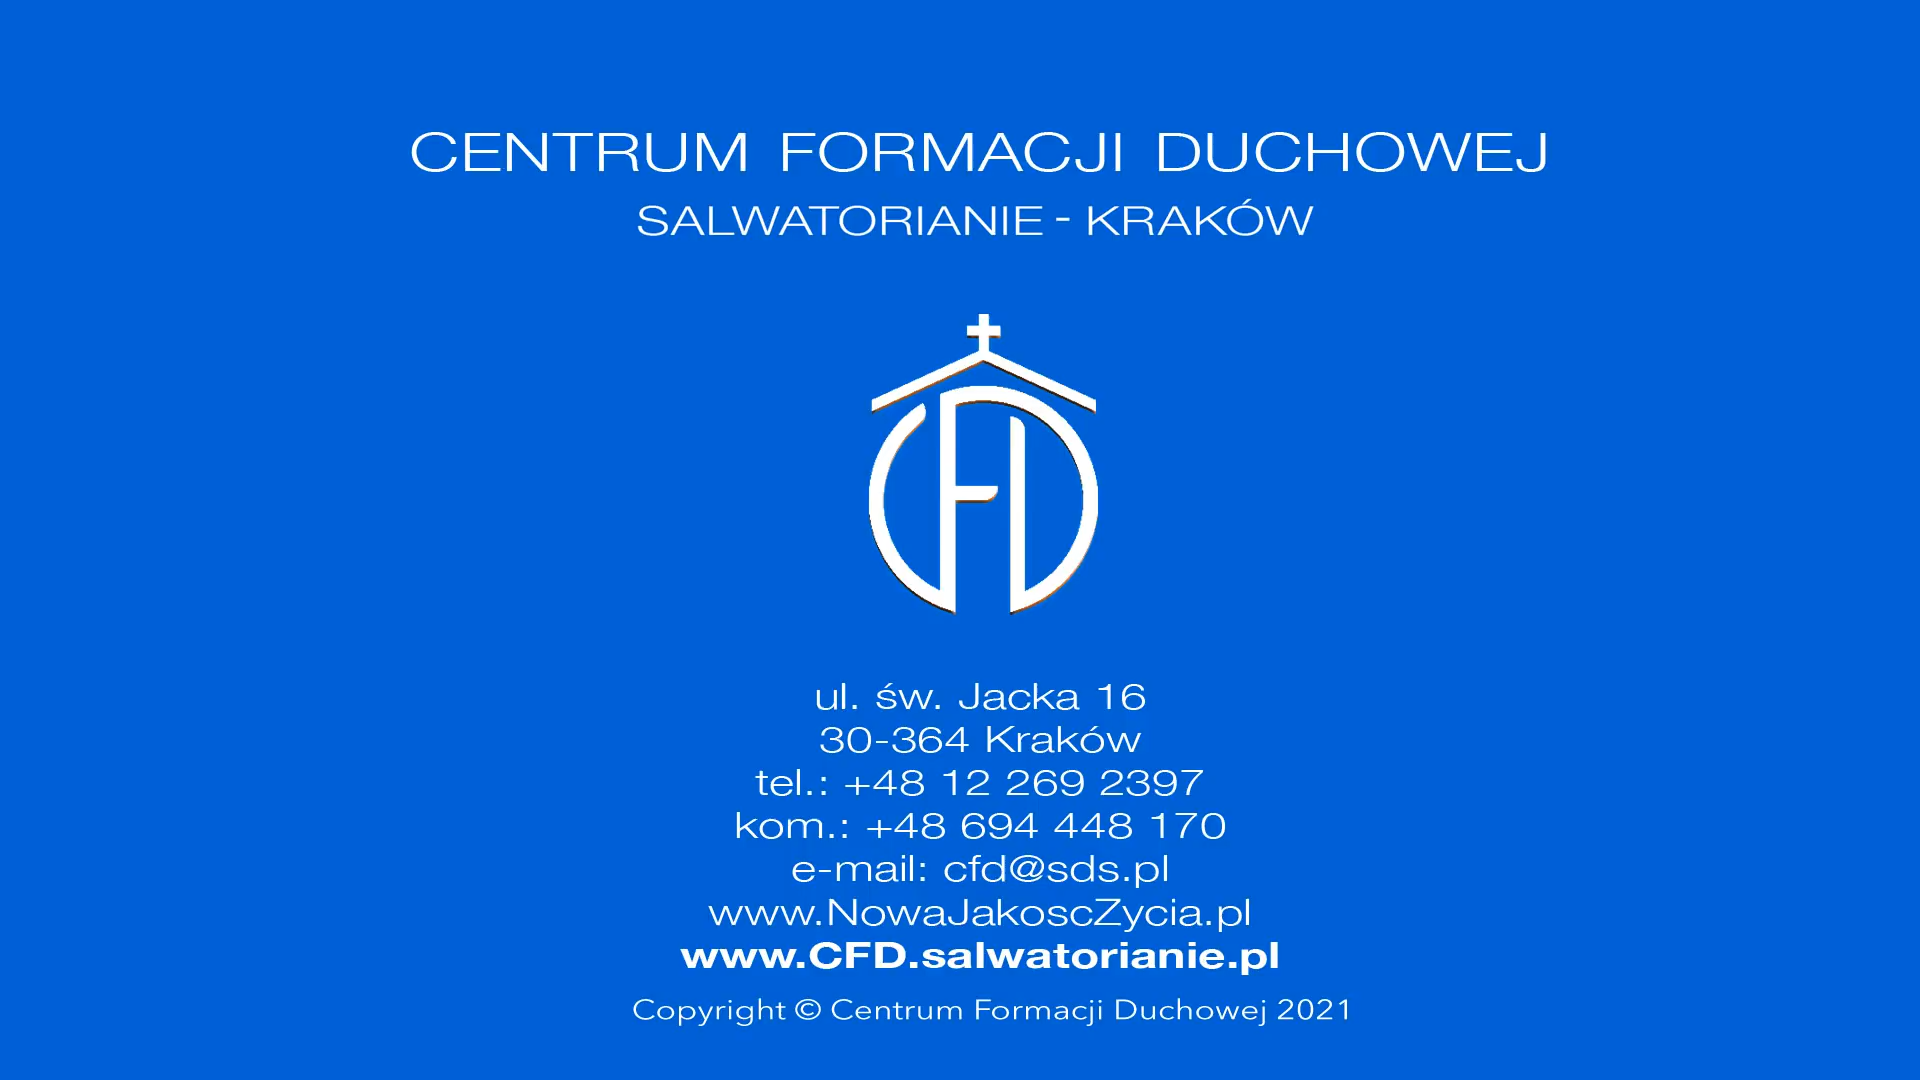 CENTRUM FORMACJI DUCHOWEJ
SALWATORIANIE - KRAKÓW
CFD
ul. św. Jacka 16
30-364 Kraków
tel.: +48 12 269 2397
kom.: +48 694 448 170
e-mail: cfd@sds.pl
www.NowaJakoscZycia.pl
www.CFD.salwatorianie.pl
Copyright © Centrum Formacji Duchowej 2021